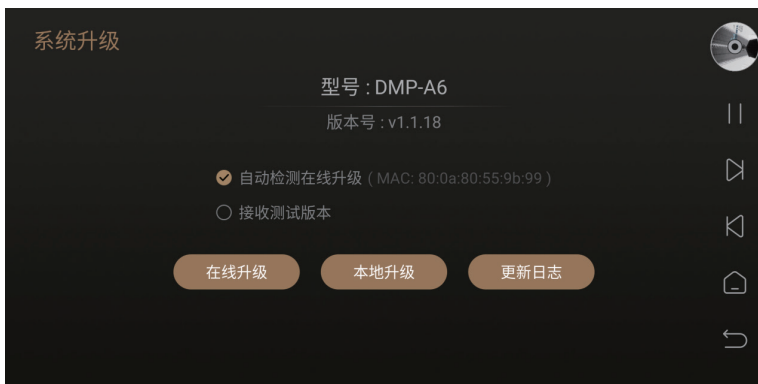 系统升级
型号 : DMP-A6
版本号 : v1.1.18
自动检测在线升级 ( MAC: 80:0a:80:55:9b:99 )
接收测试版本
在线升级
本地升级
更新日志